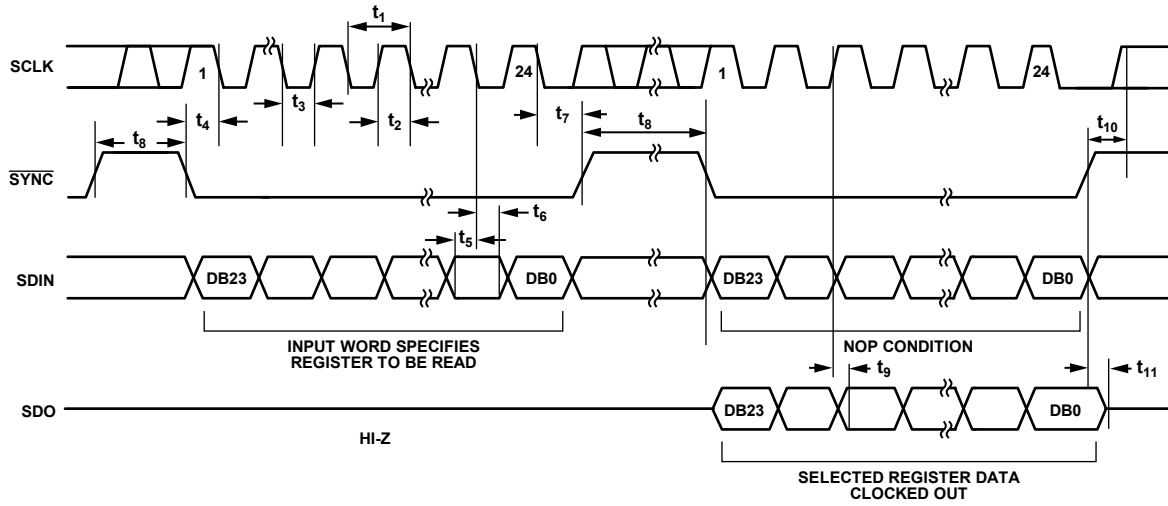 t1
SCLK
1
24
1
24
t3
t4
t2
t7
t8
t8
t10
SYNC
t6
t5
SDIN
DB23
DB0
DB23
DB0
INPUT WORD SPECIFIES
REGISTER TO BE READ
NOP CONDITION
t9
t11
SDO
DB23
DB0
HI-Z
SELECTED REGISTER DATA
CLOCKED OUT